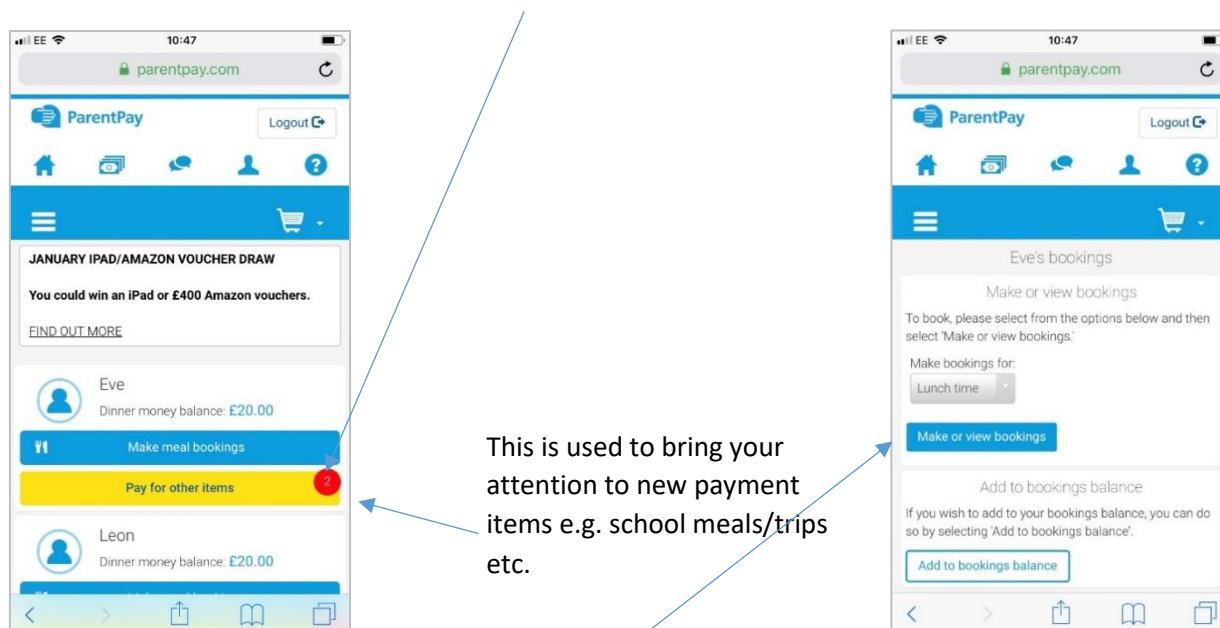 EE 10:47
parentpay.com
ParentPay Logout
JANUARY IPAD/AMAZON VOUCHER DRAW
You could win an iPad or £400 Amazon vouchers.
FIND OUT MORE
Eve
Dinner money balance: £20.00
Make meal bookings
Pay for other items 2
Leon
Dinner money balance: £20.00
This is used to bring your
attention to new payment
items e.g. school meals/trips
etc.
EE 10:47
parentpay.com
ParentPay Logout
Eve's bookings
Make or view bookings
To book, please select from the options below and then
select 'Make or view bookings.'
Make bookings for:
Lunch time
Make or view bookings
Add to bookings balance
If you wish to add to your bookings balance, you can do
so by selecting 'Add to bookings balance'.
Add to bookings balance